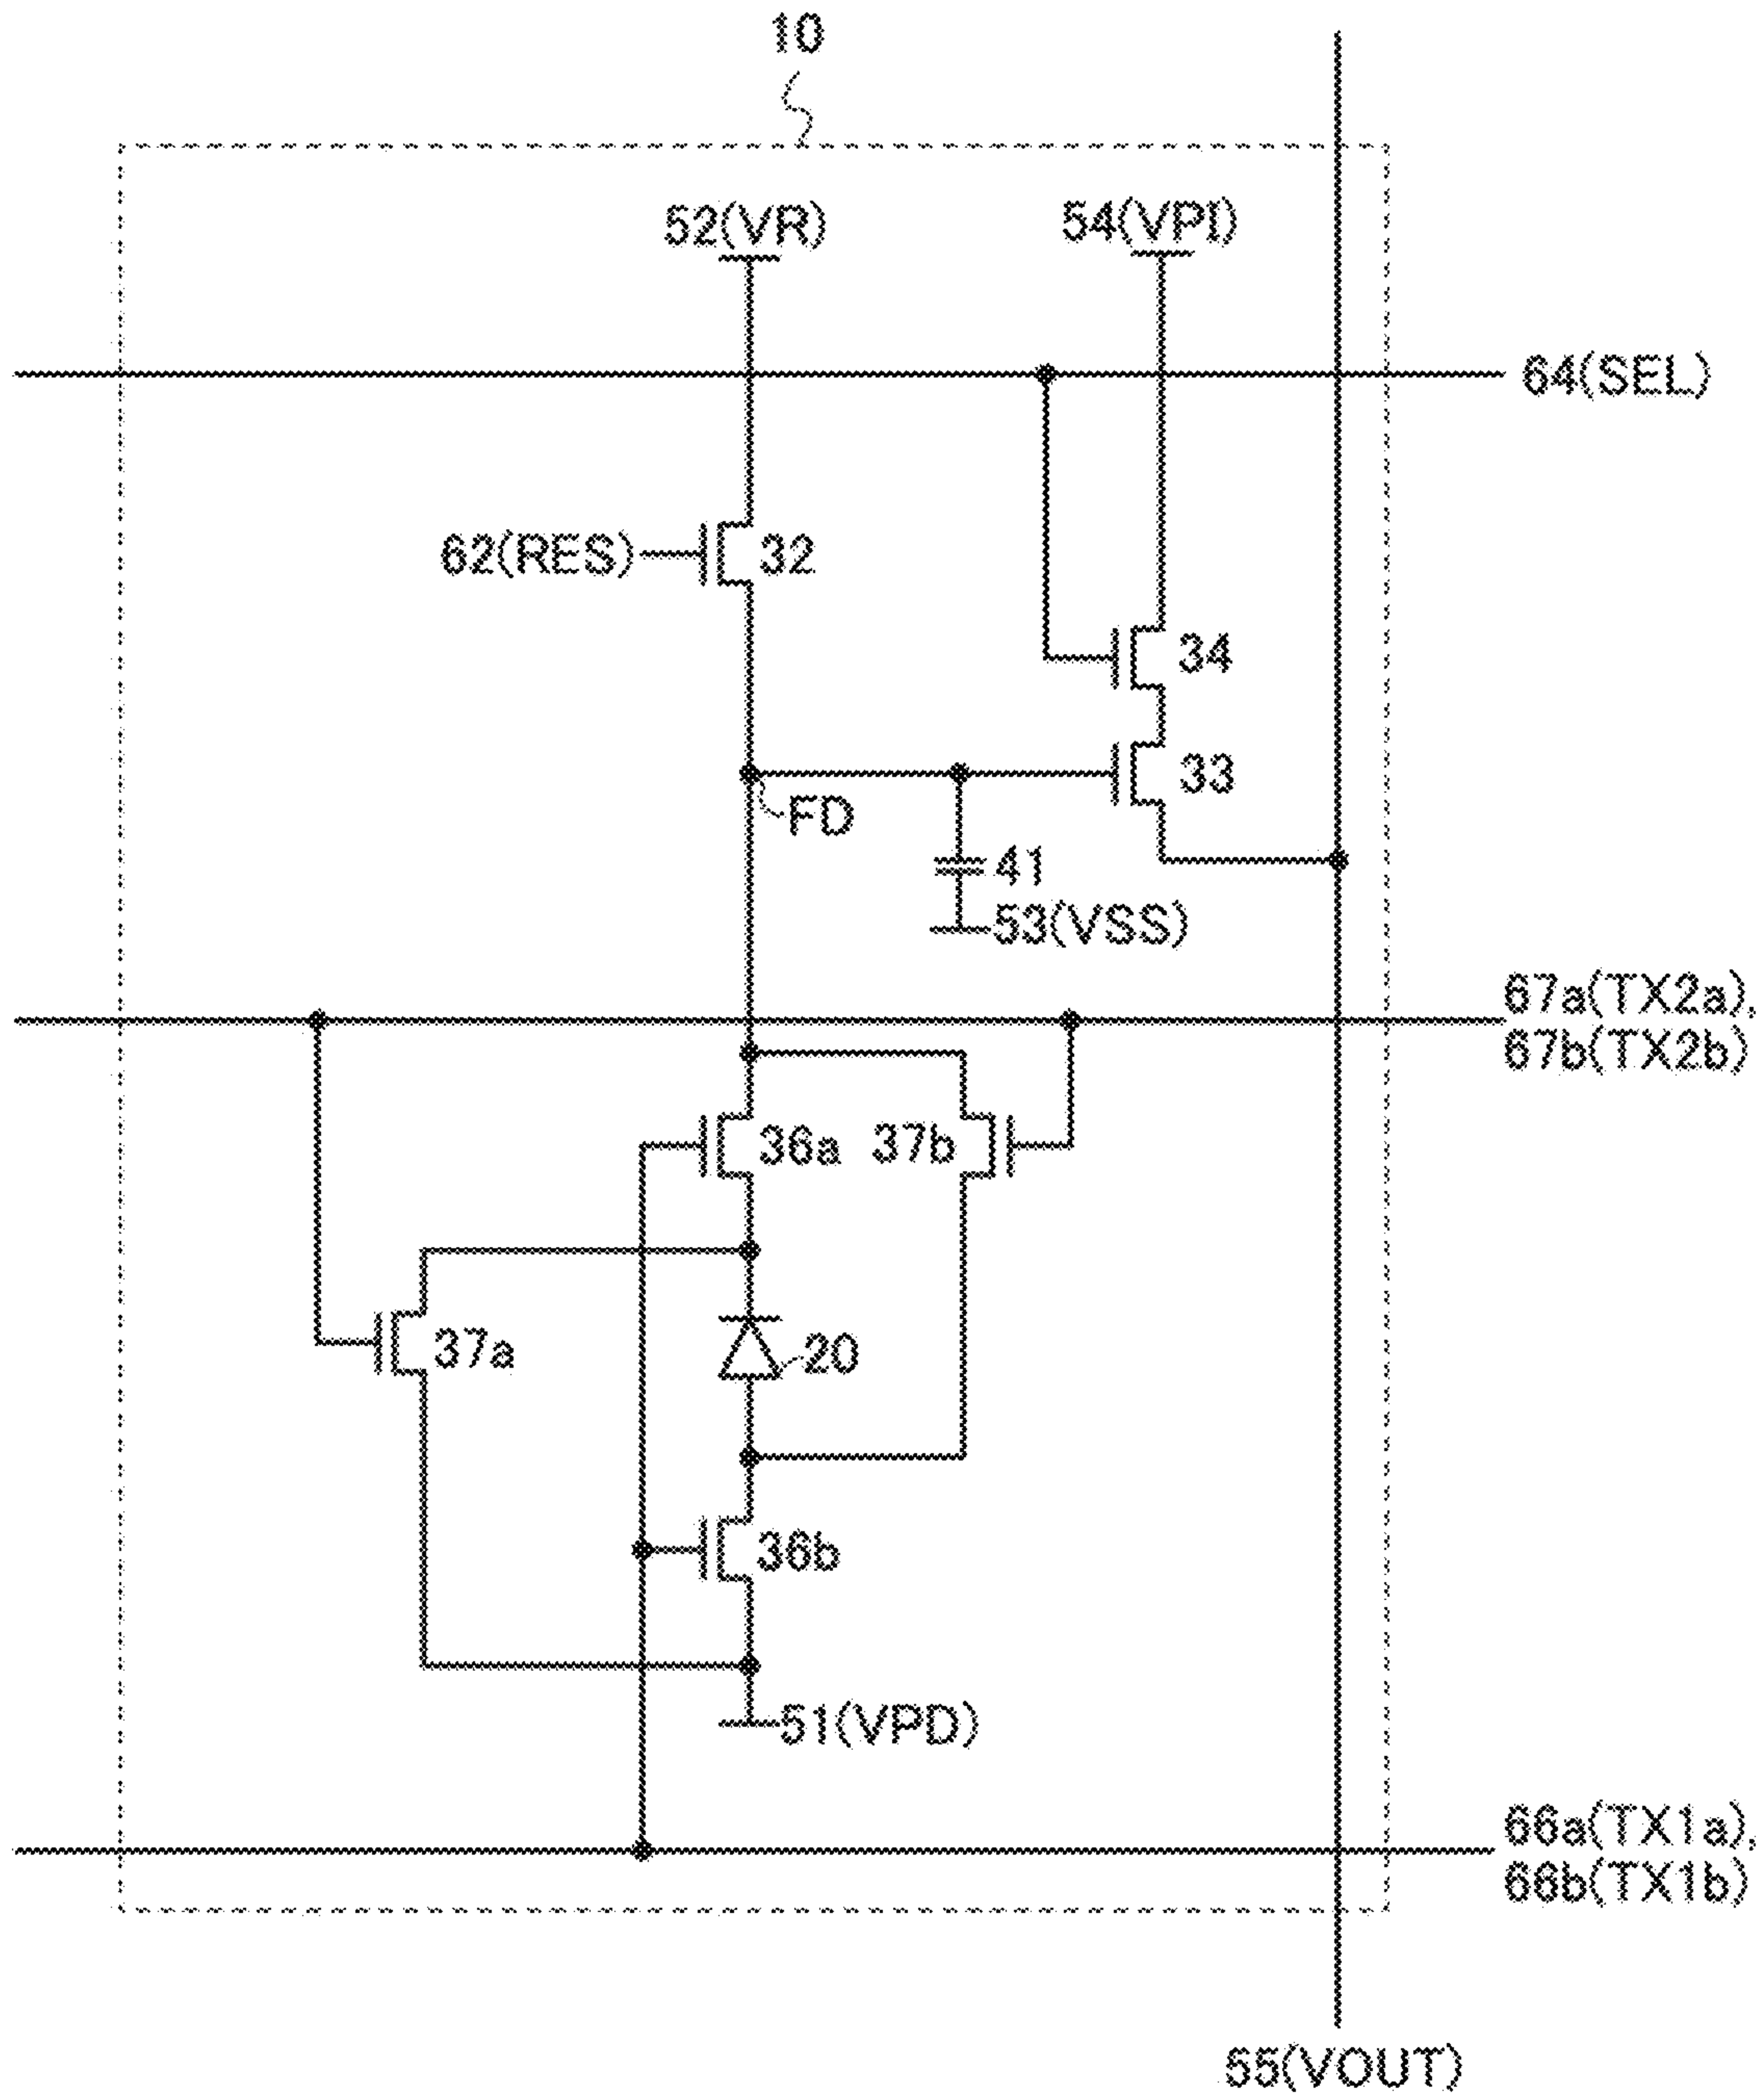 10
52(VR)
54(VPI)
64(SEL)
62(RES)
32
34
33
FD
41
53(VSS)
67a(TX2a),
67b(TX2b)
36a
37b
37a
20
36b
51(VPD)
66a(TX1a),
66b(TX1b)
65(VOUT)